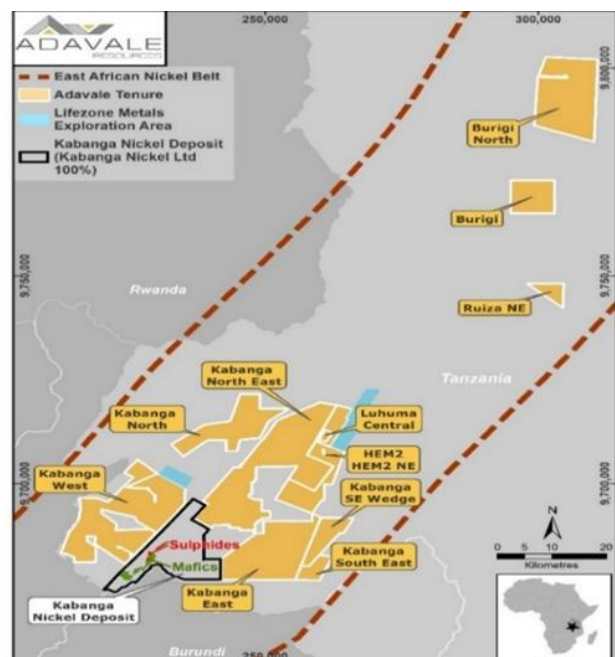 250,000
300,000
ADAVALE
RESOURCES
East African Nickel Belt
Adavale Tenure
Lifezone Metals
Exploration Area
Kabanga Nickel Deposit
(Kabanga Nickel Ltd
100%)
9,800,000
Burigi
North
Burigi
9,750,000
9,750,000
Rwanda
Ruiza NE
Tanzania
Kabanga
North East
Kabanga
North
Luhuma
Central
HEM2
HEM2 NE
Kabanga
West
Kabanga
SE Wedge
9,700,000
9,700,000
Sulphides
Mafics
Kabanga
South East
Kabanga
Nickel Deposit
Kabanga
East
N
0
10
20
Kilometres
Burundi
250,000